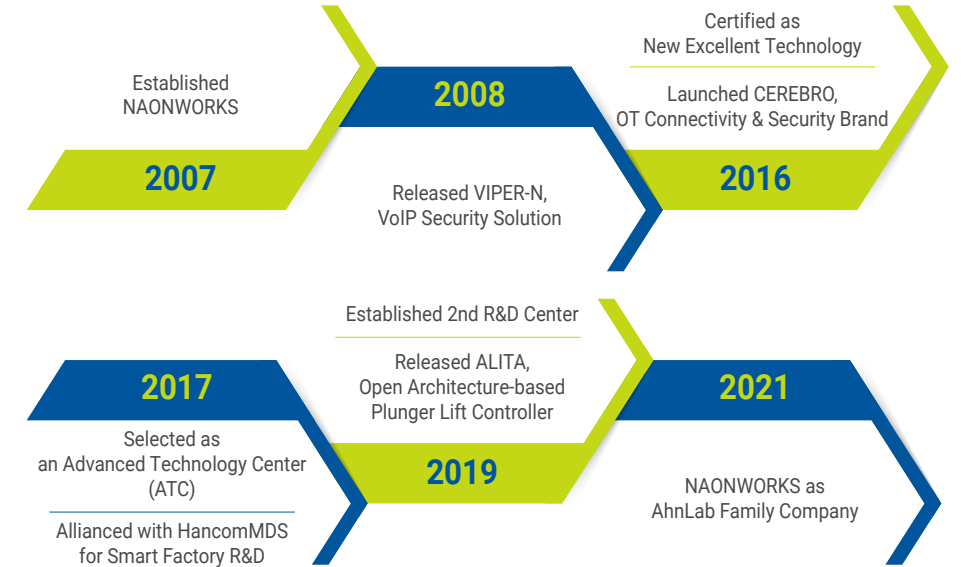 Established
NAONWORKS
2007
2008
Released VIPER-N,
VoIP Security Solution
Certified as
New Excellent Technology
Launched CEREBRO,
OT Connectivity & Security Brand
2016
2017
Selected as
an Advanced Technology Center
(ATC)
Allianced with HancomMDS
for Smart Factory R&D
Established 2nd R&D Center
Released ALITA,
Open Architecture-based
Plunger Lift Controller
2019
2021
NAONWORKS as
AhnLab Family Company